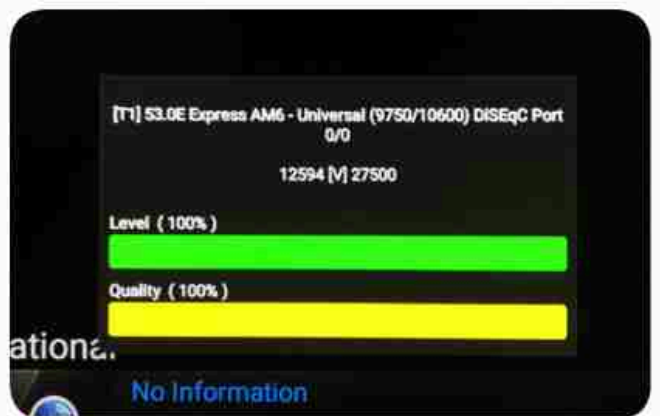 [T1] 53.0E Express AM6 - Universal (9750/10600) DiSEqC Port
0/0
12594 [V] 27500
Level ( 100% )
Quality ( 100% )
ationa
No Information